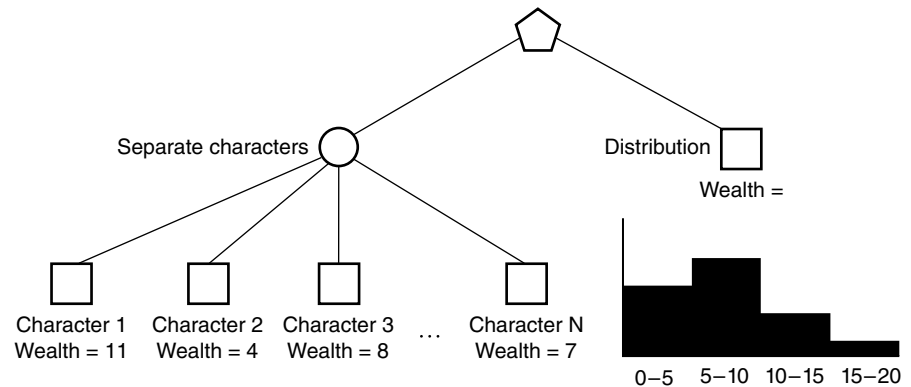 Separate characters
Distribution
Wealth =
Character 1
Wealth = 11
Character 2
Wealth = 4
Character 3
Wealth = 8
...
Character N
Wealth = 7
0–5
5–10
10–15
15–20